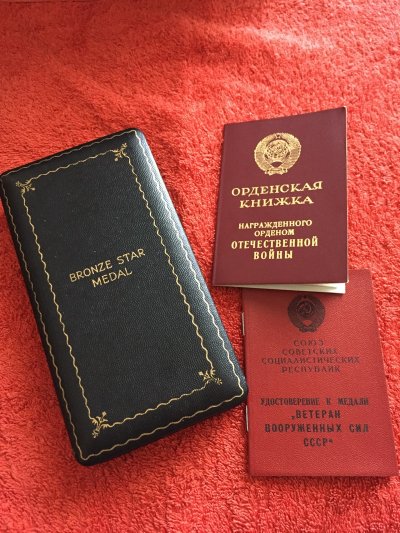 BRONZE STAR
MEDAL
ОРДЕНСКАЯ
КНИЖКА
НАГРАЖДЕННОГО
ОРДЕНОМ
ОТЕЧЕСТВЕННОЙ
ВОЙНЫ
СОЮЗ
СОВЕТСКИХ
СОЦИАЛИСТИЧЕСКИХ
РЕСПУБЛИК
УДОСТОВЕРЕНИЕ К МЕДАЛИ
„ВЕТЕРАН
ВООРУЖЕННЫХ СИЛ
СССР“